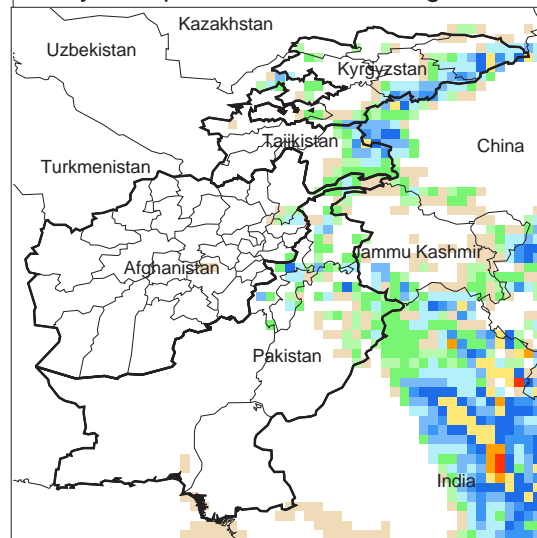 Kazakhstan
Uzbekistan
Kyrgyzstan
Tajikistan
China
Turkmenistan
Jammu Kashmir
Afghanistan
Pakistan
India